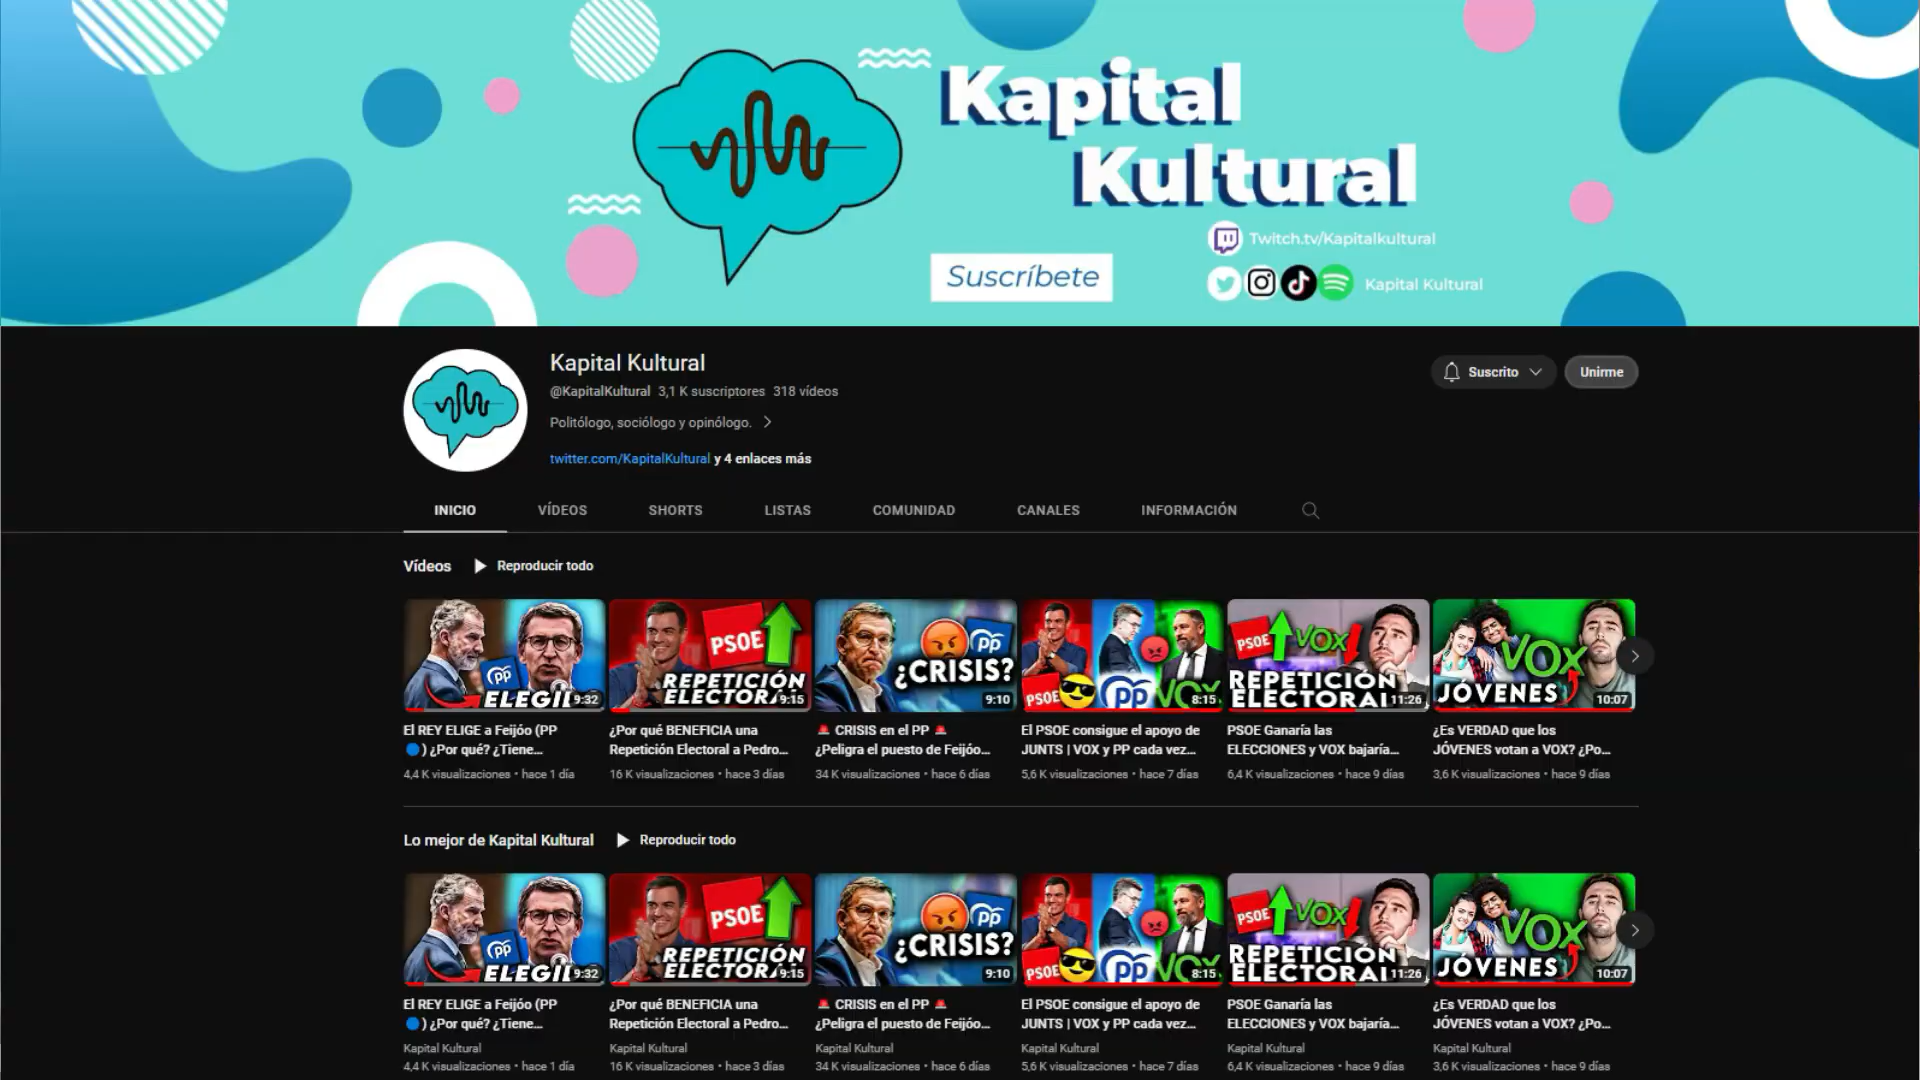 Kapital
Kultural
Twitch.tv/Kapitalkultural
Suscríbete
Kapital Kultural
Kapital Kultural
@KapitalKultural 3,1 K suscriptores 318 vídeos
Politólogo, sociólogo y opinólogo.
twitter.com/KapitalKultural y 4 enlaces más
Suscrito
Unirme
INICIO VÍDEOS SHORTS LISTAS COMUNIDAD CANALES INFORMACIÓN
Vídeos Reproducir todo
PP
9:32
PSOE
REPETICIÓN
9:15
PP
¿CRISIS?
9:10
PSOE
PP
VOX
8:15
PSOE
VOX
REPETICIÓN
11:26
VOX
JÓVENES
10:07
El REY ELIGE a Feijóo (PP
) ¿Por qué? ¿Tiene...
4,4 K visualizaciones • hace 1 día
¿Por qué BENEFICIA una
Repetición Electoral a Pedro...
16 K visualizaciones • hace 3 días
CRISIS en el PP
¿Peligra el puesto de Feijóo...
34 K visualizaciones • hace 6 días
El PSOE consigue el apoyo de
JUNTS | VOX y PP cada vez...
5,6 K visualizaciones • hace 7 días
PSOE Ganaría las
ELECCIONES y VOX bajaría...
6,4 K visualizaciones • hace 9 días
¿Es VERDAD que los
JÓVENES votan a VOX? ¿Po...
3,6 K visualizaciones • hace 9 días
Lo mejor de Kapital Kultural Reproducir todo
PP
9:32
PSOE
REPETICIÓN
9:15
PP
¿CRISIS?
9:10
PSOE
PP
VOX
8:15
PSOE
VOX
REPETICIÓN
11:26
VOX
JÓVENES
10:07
El REY ELIGE a Feijóo (PP
) ¿Por qué? ¿Tiene...
Kapital Kultural
4,4 K visualizaciones • hace 1 día
¿Por qué BENEFICIA una
Repetición Electoral a Pedro...
Kapital Kultural
16 K visualizaciones • hace 3 días
CRISIS en el PP
¿Peligra el puesto de Feijóo...
Kapital Kultural
34 K visualizaciones • hace 6 días
El PSOE consigue el apoyo de
JUNTS | VOX y PP cada vez...
Kapital Kultural
5,6 K visualizaciones • hace 7 días
PSOE Ganaría las
ELECCIONES y VOX bajaría...
Kapital Kultural
6,4 K visualizaciones • hace 9 días
¿Es VERDAD que los
JÓVENES votan a VOX? ¿Po...
Kapital Kultural
3,6 K visualizaciones • hace 9 días